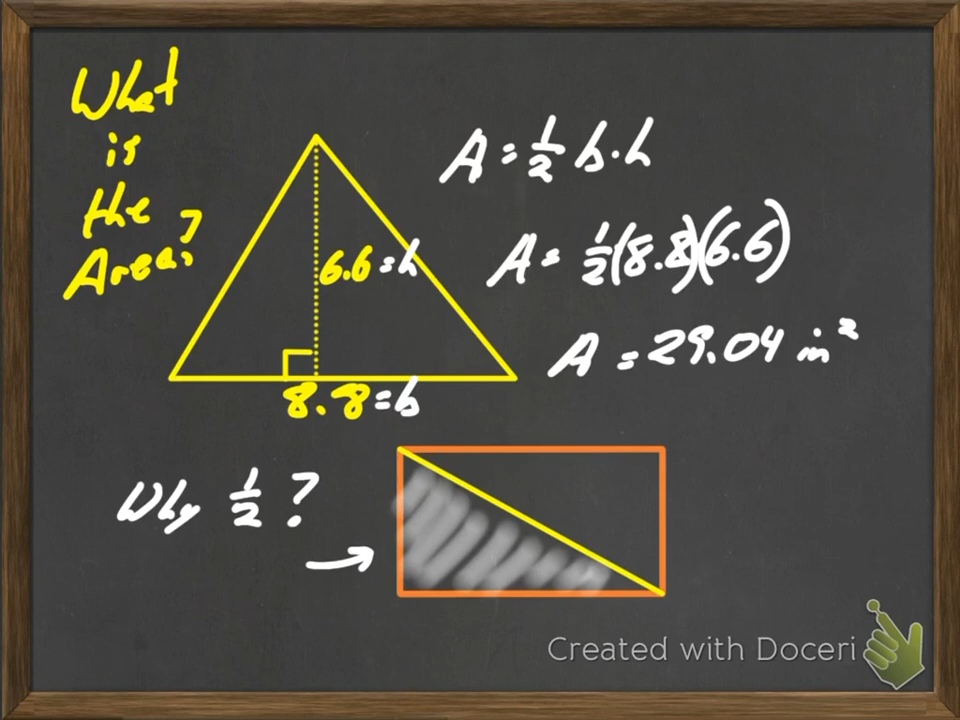 What
is
the
Area?
6.6 = h
8.8 = b
A = 1/2 b·h
A = 1/2(8.8)(6.6)
A = 29.04 in²
Why 1/2 ?
Created with Doceri